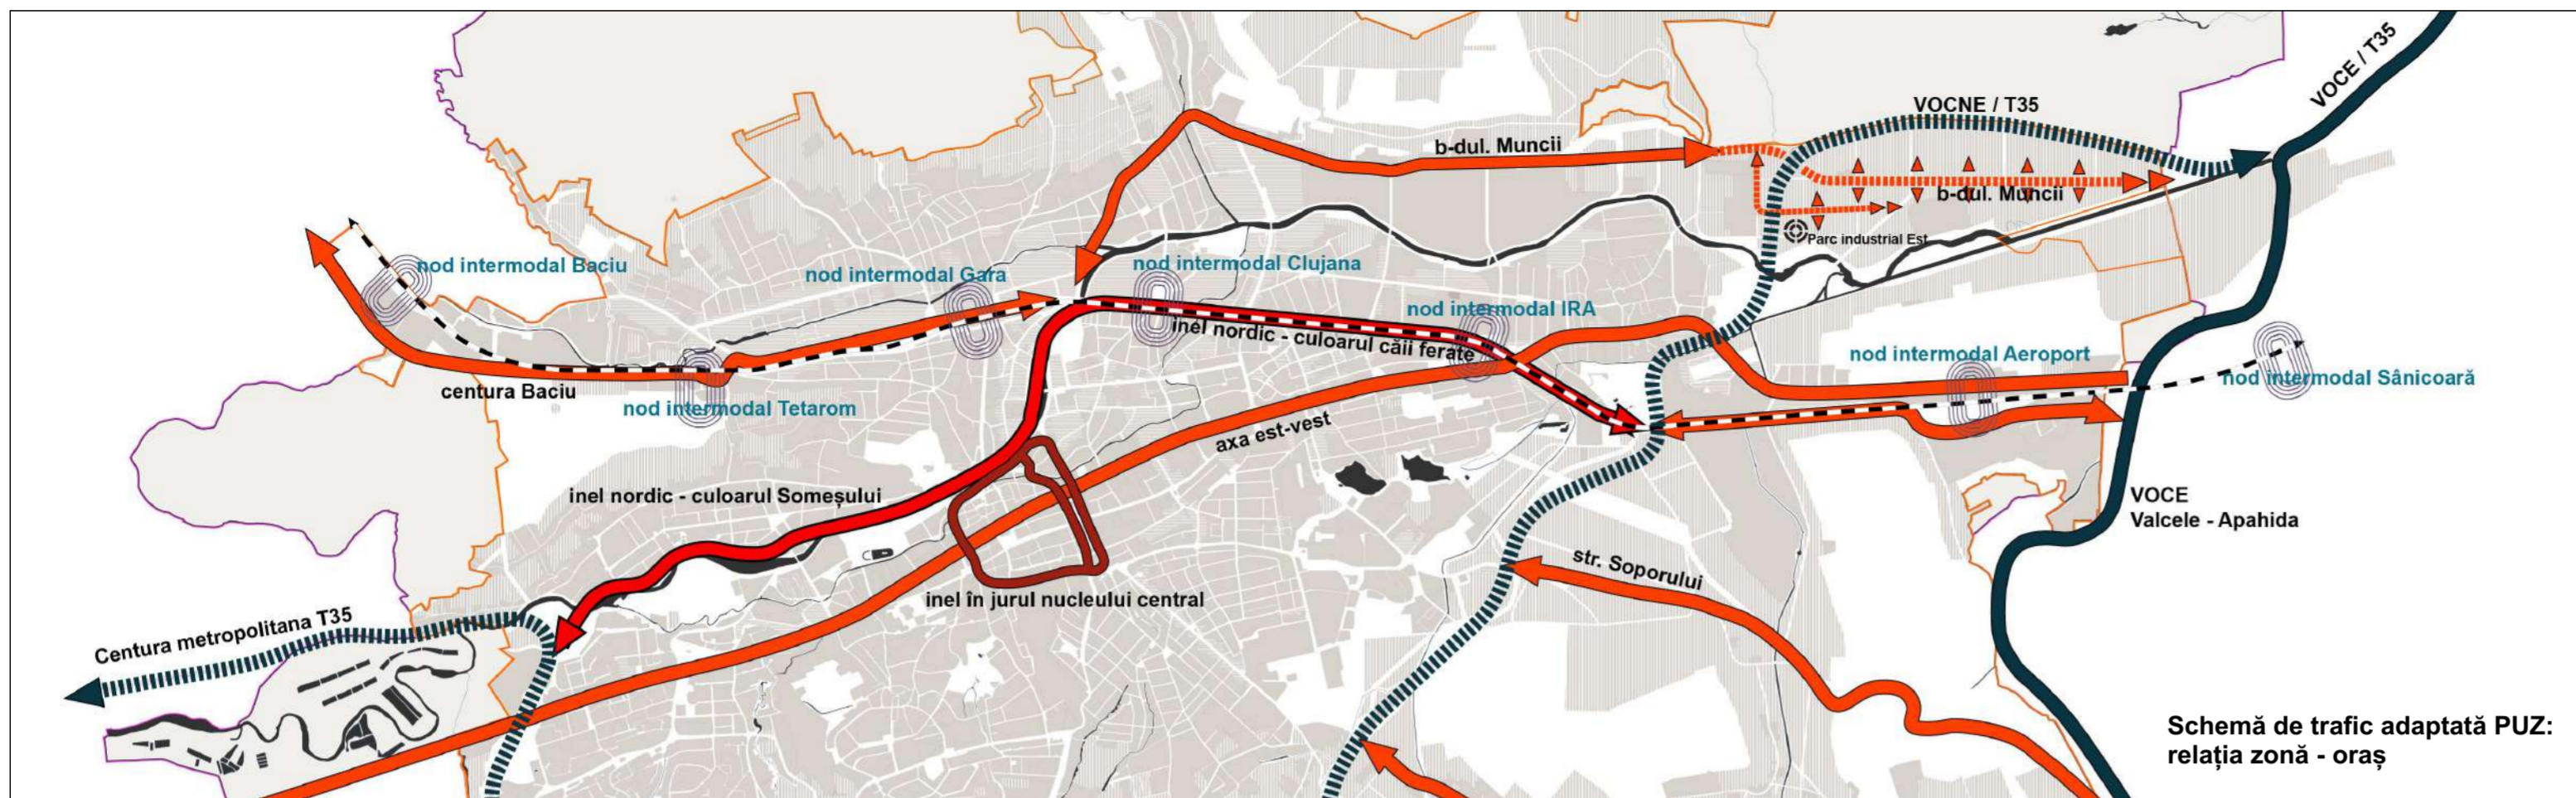 VOCE / T35
VOCNE / T35
b-dul. Muncii
b-dul. Muncii
Parc industrial Est
nod intermodal Baciu
nod intermodal Gara
nod intermodal Clujana
nod intermodal IRA
inel nordic - culoarul căii ferate
nod intermodal Aeroport
nod intermodal Sânicoară
centura Baciu
nod intermodal Tetarom
axa est-vest
inel nordic - culoarul Someșului
VOCE
Valcele - Apahida
str. Soporului
inel în jurul nucleului central
Centura metropolitana T35
Schemă de trafic adaptată PUZ:
relația zonă - oraș